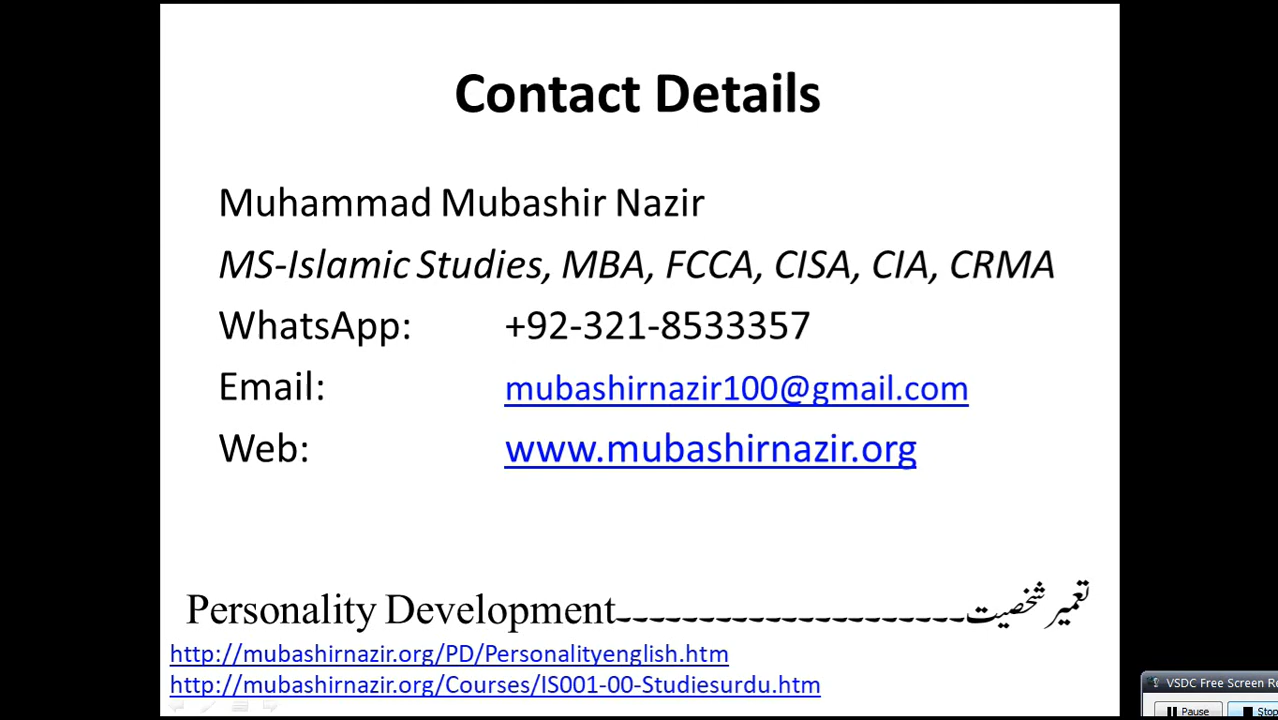 Contact Details
Muhammad Mubashir Nazir
MS-Islamic Studies, MBA, FCCA, CISA, CIA, CRMA
WhatsApp: +92-321-8533357
Email: mubashirnazir100@gmail.com
Web: www.mubashirnazir.org
Personality Development۔۔۔۔۔۔۔۔۔۔۔۔۔۔۔۔۔۔۔۔۔تعمیر شخصیت
http://mubashirnazir.org/PD/Personalityenglish.htm
http://mubashirnazir.org/Courses/IS001-00-Studiesurdu.htm
VSDC Free Screen Re
Pause Stop